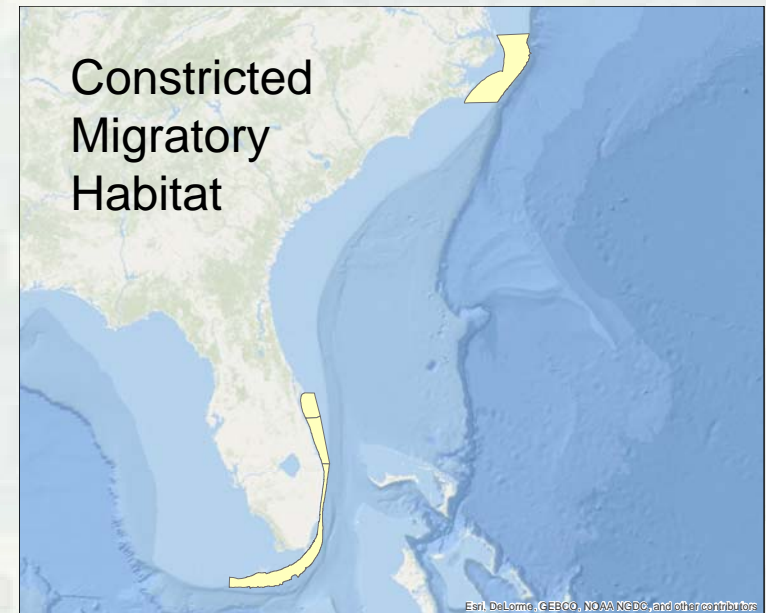 Constricted
Migratory
Habitat
Esri, DeLorme, GEBCO, NOAA NGDC, and other contributors